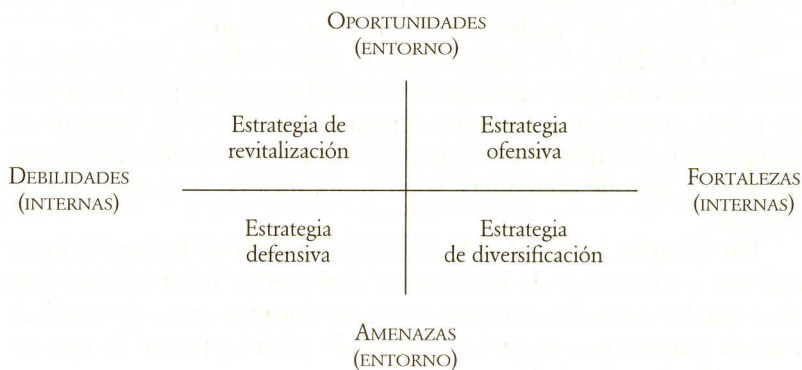 OPORTUNIDADES
(ENTORNO)
Estrategia de
revitalización
Estrategia
ofensiva
DEBILIDADES
(INTERNAS)
FORTALEZAS
(INTERNAS)
Estrategia
defensiva
Estrategia
de diversificación
AMENAZAS
(ENTORNO)